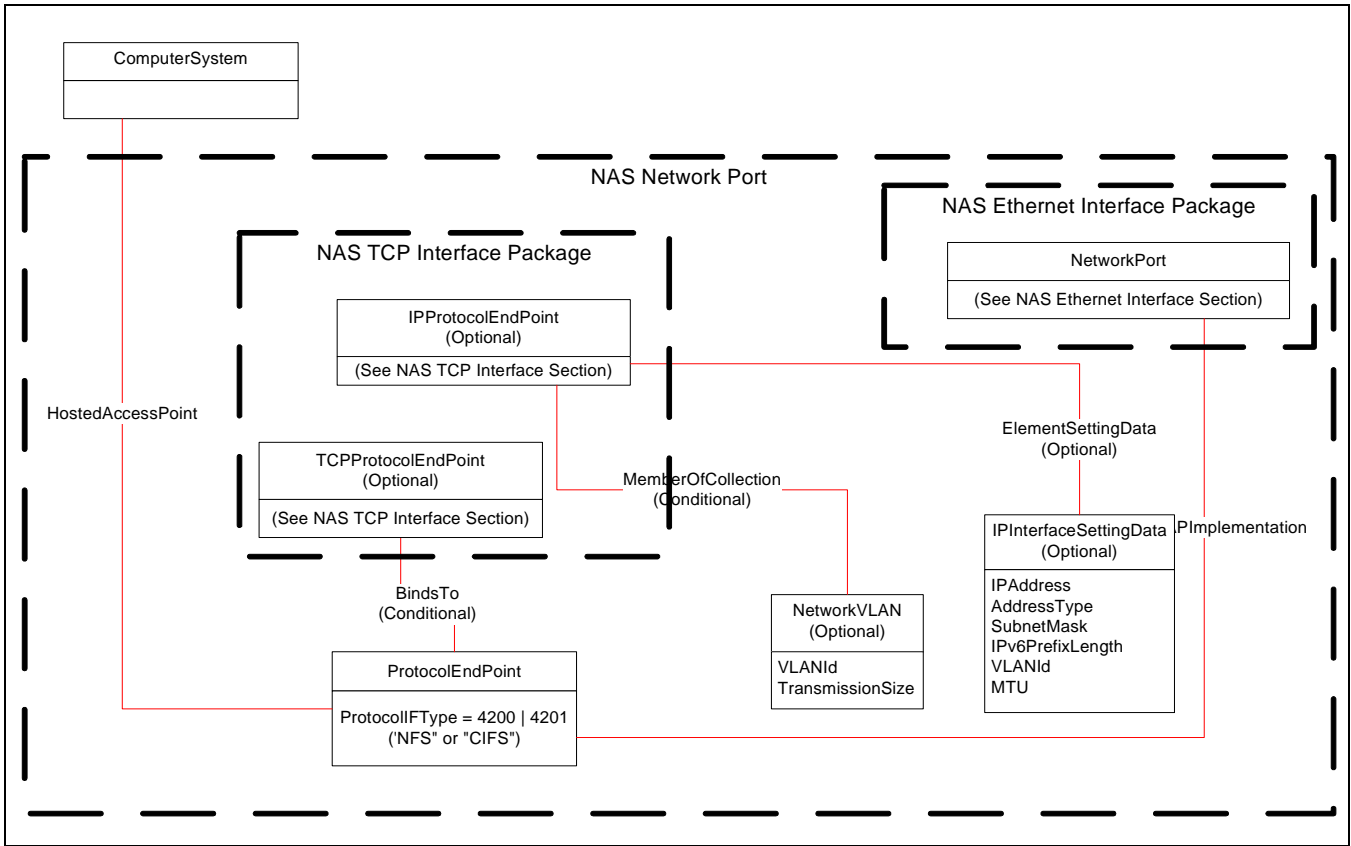 ComputerSystem
NAS Network Port
NAS Ethernet Interface Package
NetworkPort
(See NAS Ethernet Interface Section)
NAS TCP Interface Package
IPProtocolEndPoint
(Optional)
(See NAS TCP Interface Section)
HostedAccessPoint
ElementSettingData
(Optional)
TCPProtocolEndPoint
(Optional)
(See NAS TCP Interface Section)
MemberOfCollection
(Conditional)
IPInterfaceSettingData
(Optional)
IPAddress
AddressType
SubnetMask
IPv6PrefixLength
VLANId
MTU
PImplementation
BindsTo
(Conditional)
NetworkVLAN
(Optional)
VLANId
TransmissionSize
ProtocolEndPoint
ProtocolIFType = 4200 | 4201
('NFS" or "CIFS")